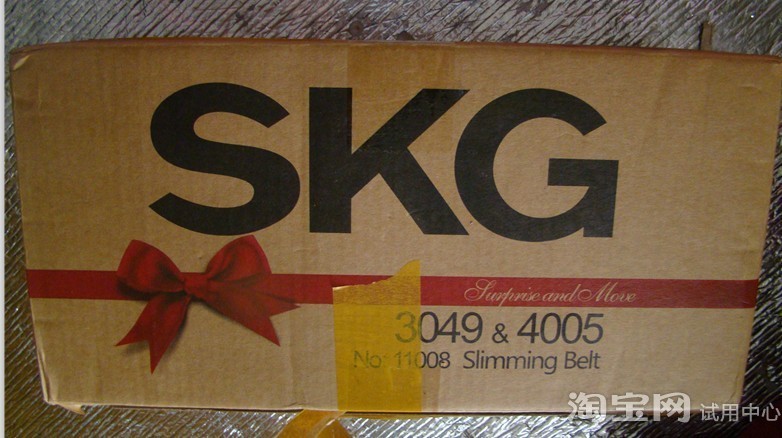 SKG
Surprise and Move
3049 & 4005
No: 11008 Slimming Belt
淘宝网 试用中心